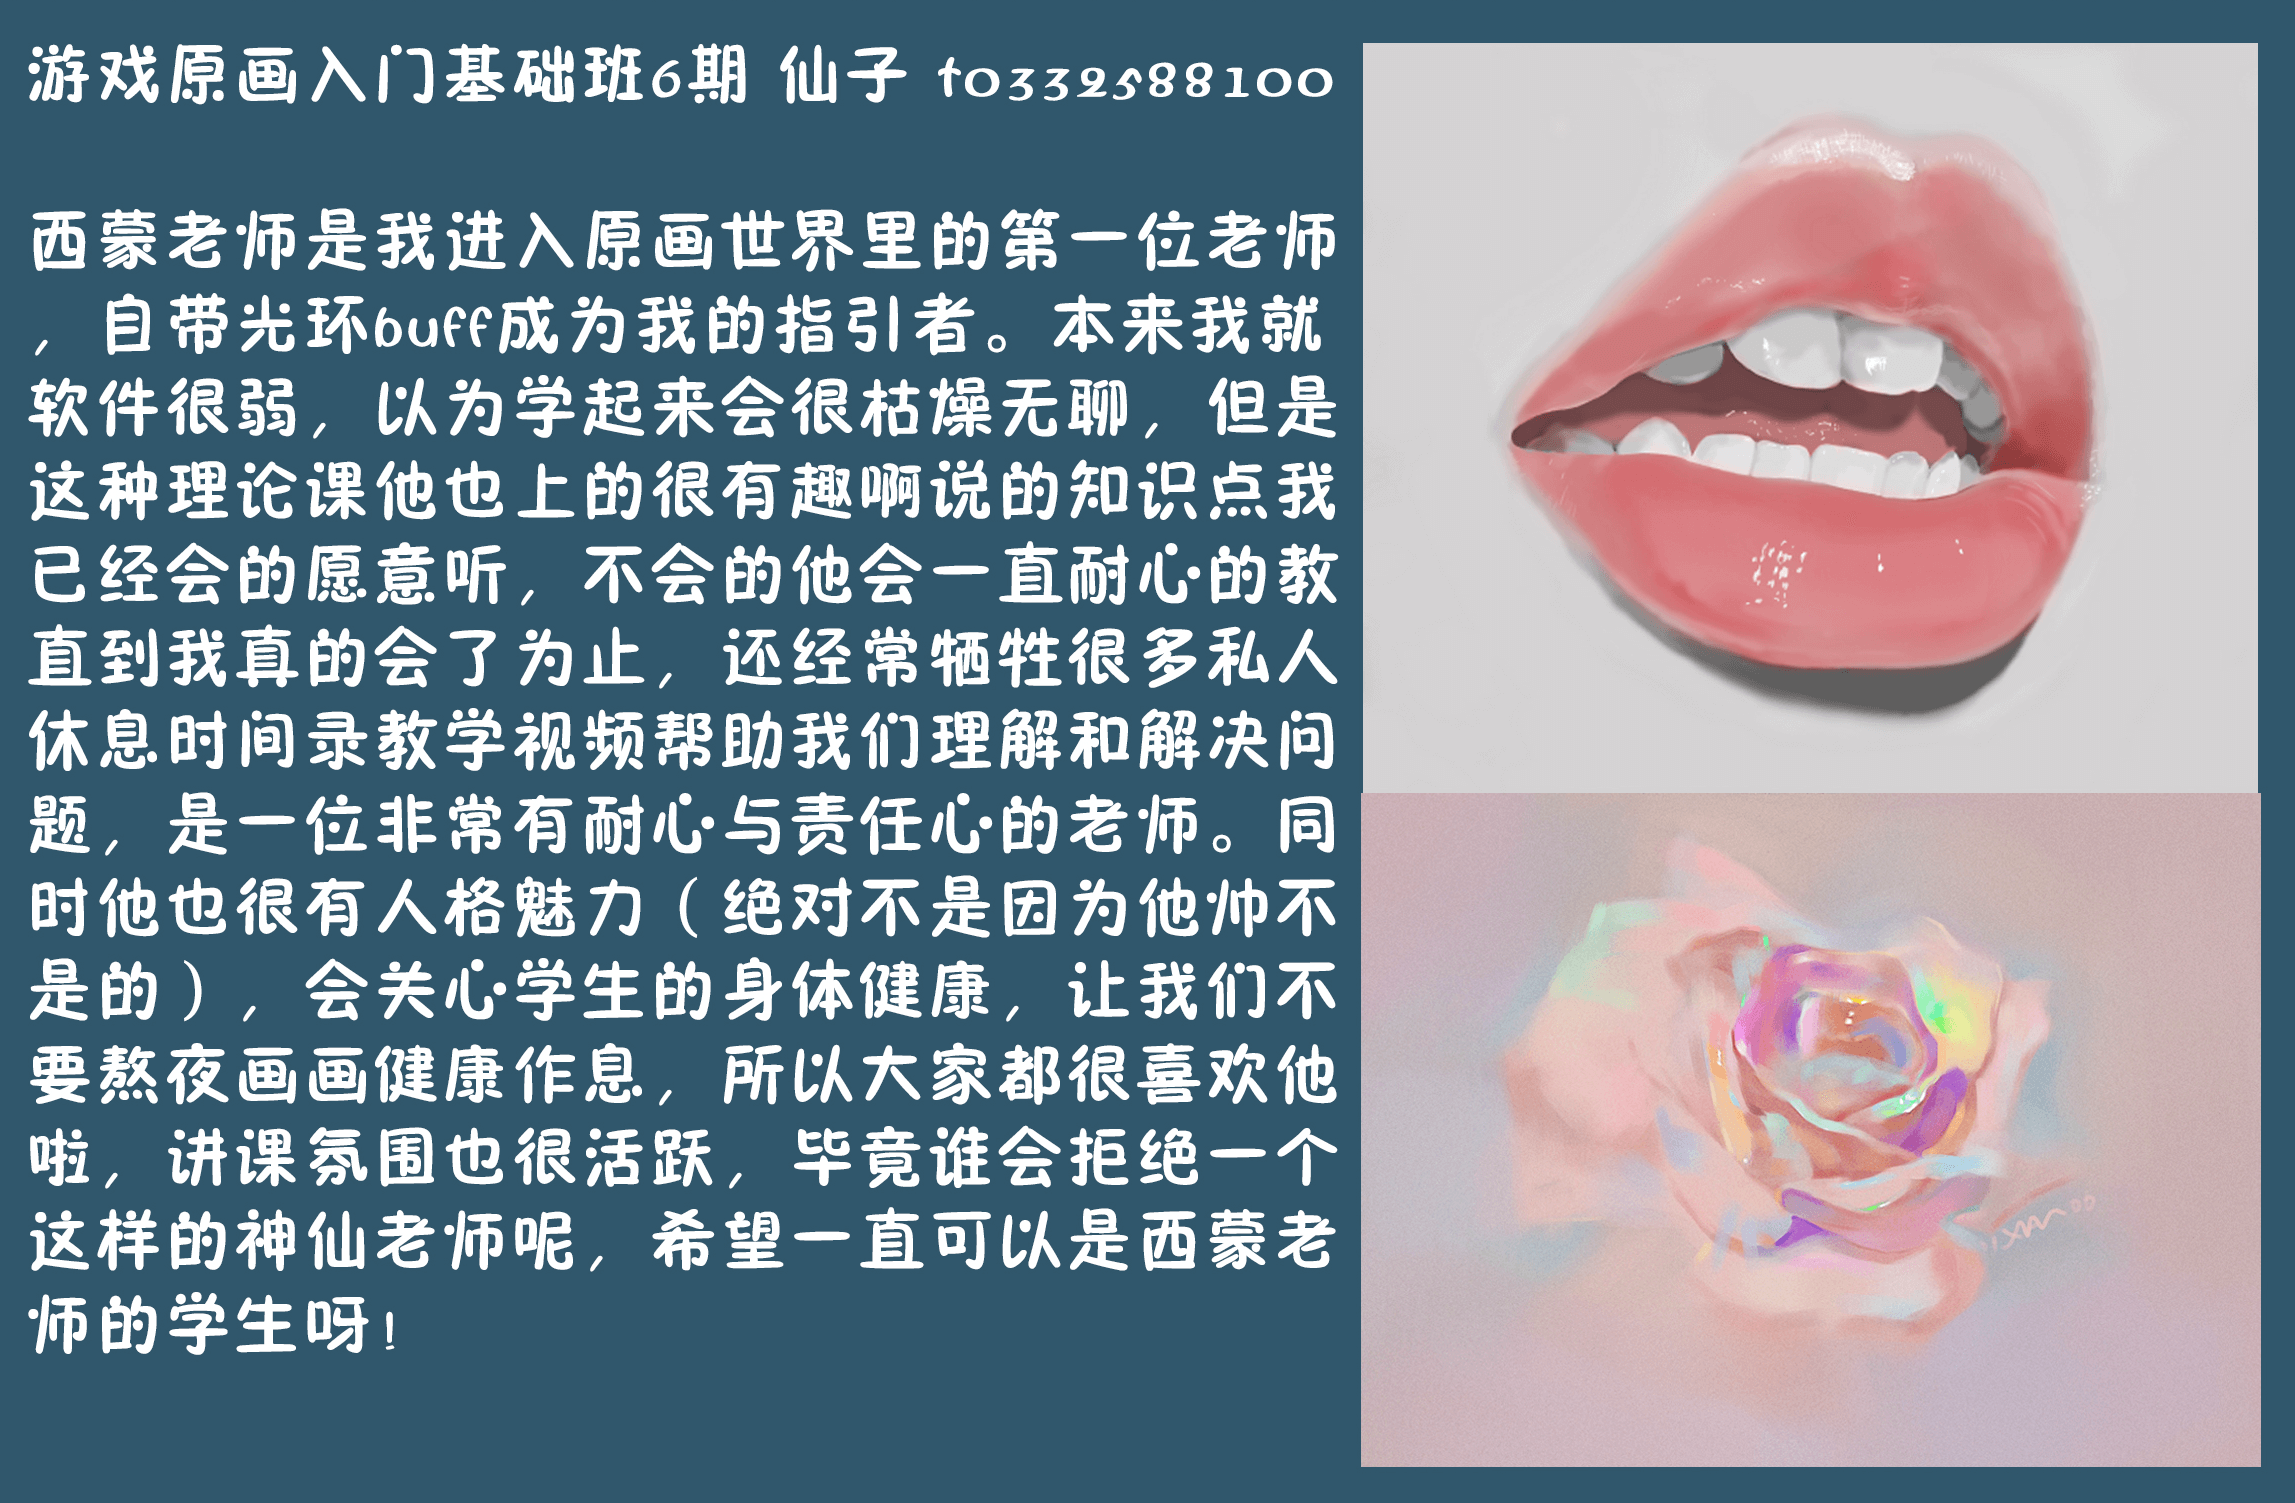 游戏原画入门基础班6期 仙子 t0332588100
西蒙老师是我进入原画世界里的第一位老师
，自带光环buff成为我的指引者。本来我就
软件很弱，以为学起来会很枯燥无聊，但是
这种理论课他也上的很有趣啊说的知识点我
已经会的愿意听，不会的他会一直耐心的教
直到我真的会了为止，还经常牺牲很多私人
休息时间录教学视频帮助我们理解和解决问
题，是一位非常有耐心与责任心的老师。同
时他也很有人格魅力（绝对不是因为他帅不
是的），会关心学生的身体健康，让我们不
要熬夜画画健康作息，所以大家都很喜欢他
啦，讲课氛围也很活跃，毕竟谁会拒绝一个
这样的神仙老师呢，希望一直可以是西蒙老
师的学生呀！